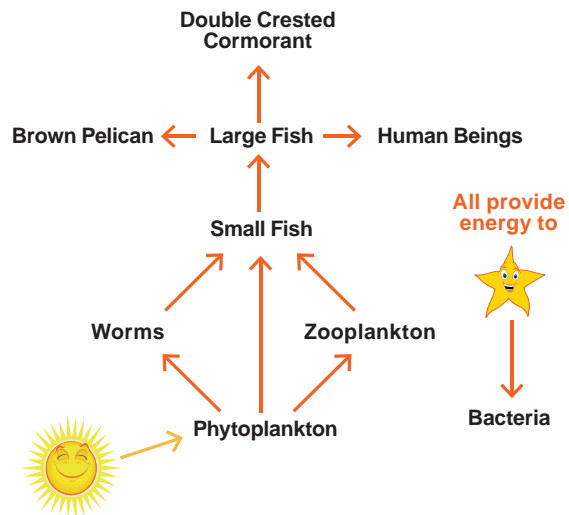 Double Crested
Cormorant
Brown Pelican
Large Fish
Human Beings
All provide
energy to
Small Fish
Worms
Zooplankton
Bacteria
Phytoplankton